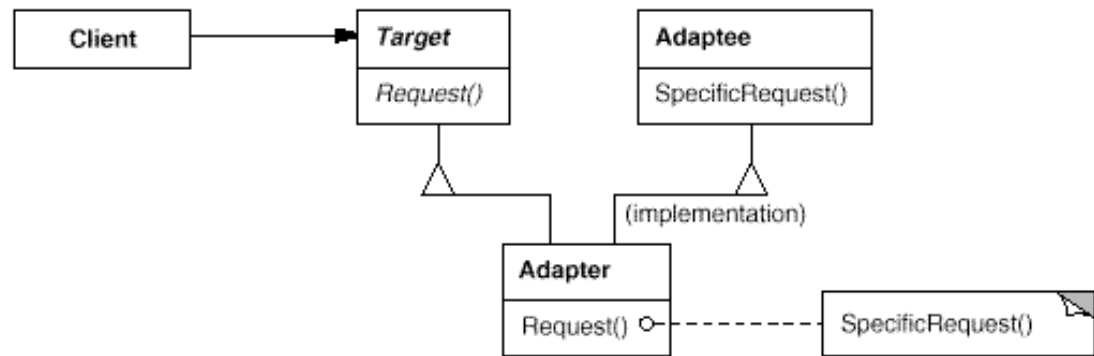 Client
Target
Request()
Adaptee
SpecificRequest()
(implementation)
Adapter
Request()
SpecificRequest()